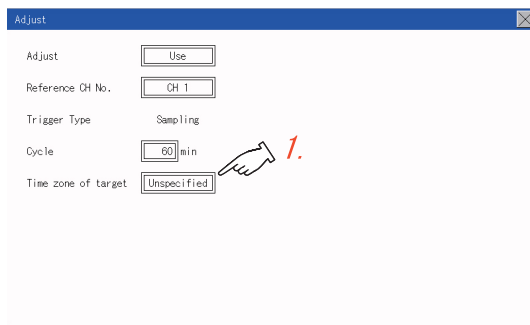 Adjust
Adjust Use
Reference CH No. CH 1
Trigger Type Sampling
Cycle 60 min
1.
Time zone of target Unspecified